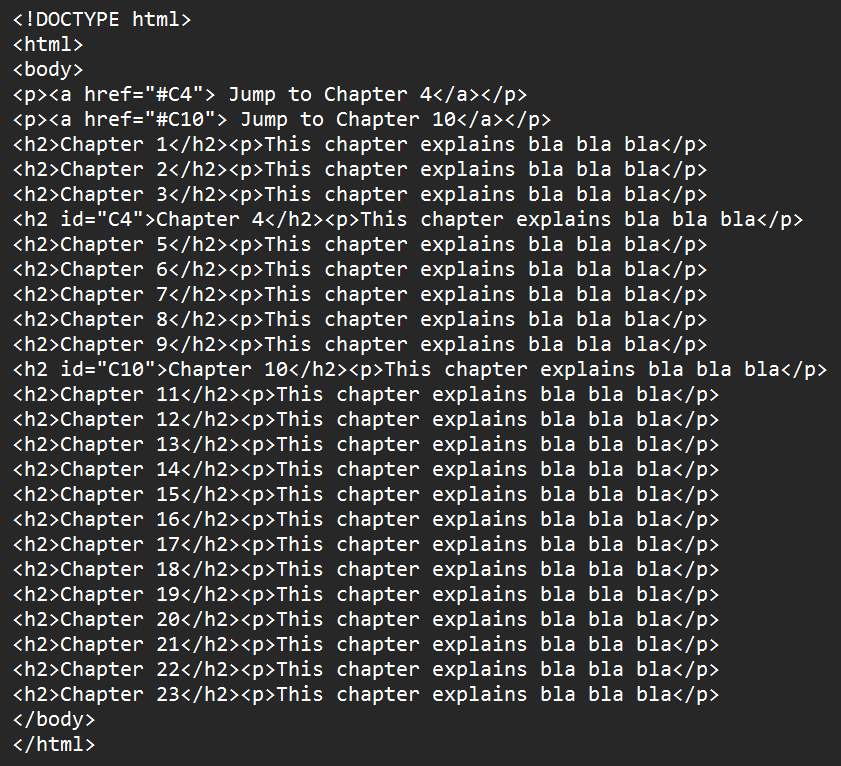 <!DOCTYPE html>
<html>
<body>
<p><a href="#C4"> Jump to Chapter 4</a></p>
<p><a href="#C10"> Jump to Chapter 10</a></p>
<h2>Chapter 1</h2><p>This chapter explains bla bla bla</p>
<h2>Chapter 2</h2><p>This chapter explains bla bla bla</p>
<h2>Chapter 3</h2><p>This chapter explains bla bla bla</p>
<h2 id="C4">Chapter 4</h2><p>This chapter explains bla bla bla</p>
<h2>Chapter 5</h2><p>This chapter explains bla bla bla</p>
<h2>Chapter 6</h2><p>This chapter explains bla bla bla</p>
<h2>Chapter 7</h2><p>This chapter explains bla bla bla</p>
<h2>Chapter 8</h2><p>This chapter explains bla bla bla</p>
<h2>Chapter 9</h2><p>This chapter explains bla bla bla</p>
<h2 id="C10">Chapter 10</h2><p>This chapter explains bla bla bla</p>
<h2>Chapter 11</h2><p>This chapter explains bla bla bla</p>
<h2>Chapter 12</h2><p>This chapter explains bla bla bla</p>
<h2>Chapter 13</h2><p>This chapter explains bla bla bla</p>
<h2>Chapter 14</h2><p>This chapter explains bla bla bla</p>
<h2>Chapter 15</h2><p>This chapter explains bla bla bla</p>
<h2>Chapter 16</h2><p>This chapter explains bla bla bla</p>
<h2>Chapter 17</h2><p>This chapter explains bla bla bla</p>
<h2>Chapter 18</h2><p>This chapter explains bla bla bla</p>
<h2>Chapter 19</h2><p>This chapter explains bla bla bla</p>
<h2>Chapter 20</h2><p>This chapter explains bla bla bla</p>
<h2>Chapter 21</h2><p>This chapter explains bla bla bla</p>
<h2>Chapter 22</h2><p>This chapter explains bla bla bla</p>
<h2>Chapter 23</h2><p>This chapter explains bla bla bla</p>
</body>
</html>